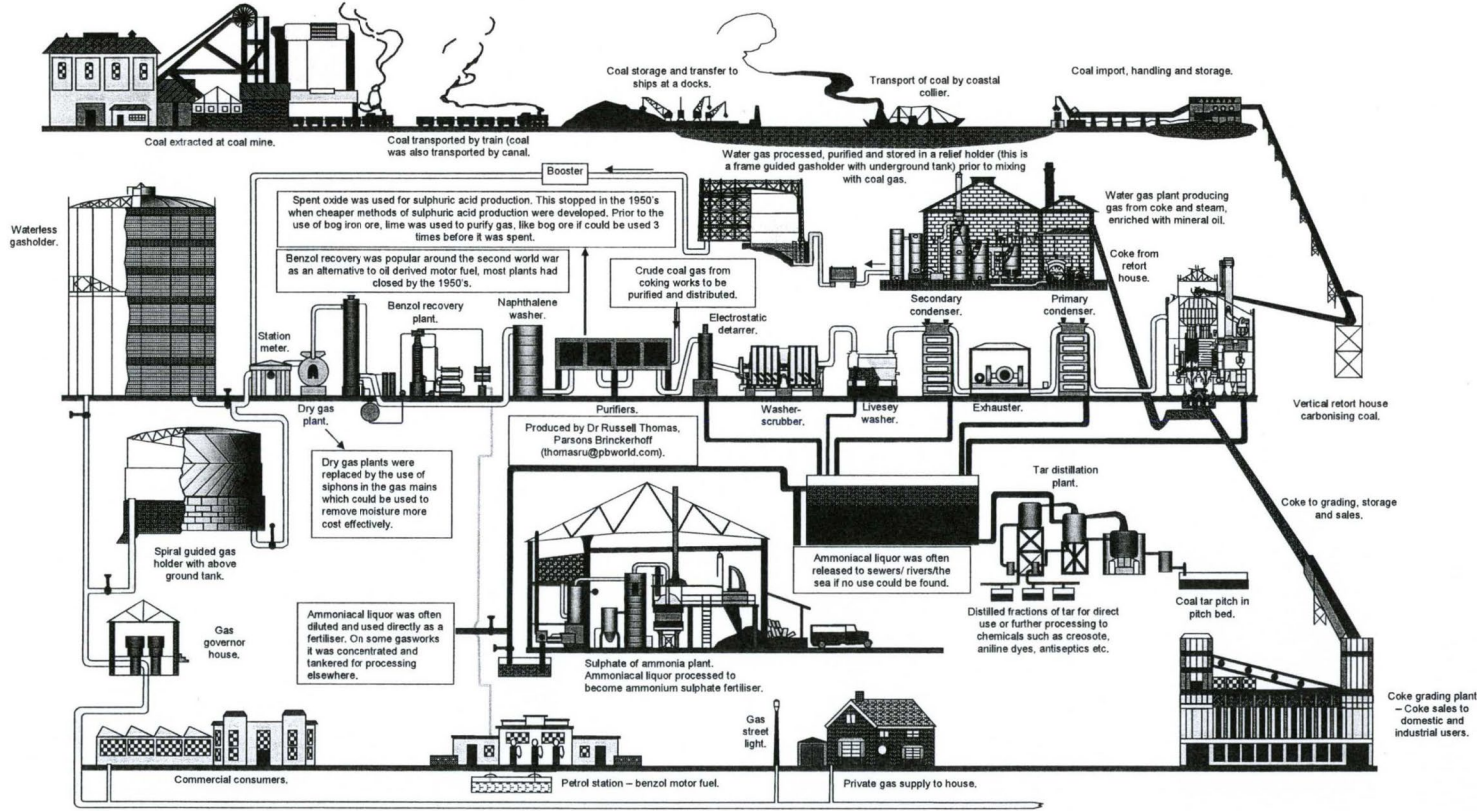 Coal extracted at coal mine.
Coal transported by train (coal
was also transported by canal.
Coal storage and transfer to
ships at a docks.
Transport of coal by coastal
collier.
Coal import, handling and storage.
Water gas processed, purified and stored in a relief holder (this is
a frame guided gasholder with underground tank) prior to mixing
with coal gas.
Booster
Spent oxide was used for sulphuric acid production. This stopped in the 1950's
when cheaper methods of sulphuric acid production were developed. Prior to the
use of bog iron ore, lime was used to purify gas, like bog ore if could be used 3
times before it was spent.
Water gas plant producing
gas from coke and steam,
enriched with mineral oil.
Waterless
gasholder.
Benzol recovery was popular around the second world war
as an alternative to oil derived motor fuel, most plants had
closed by the 1950's.
Crude coal gas from
coking works to be
purified and distributed.
Coke from
retort
house.
Station
meter.
Benzol recovery
plant.
Naphthalene
washer.
Electrostatic
detarrer.
Secondary
condenser.
Primary
condenser.
Dry gas
plant.
Purifiers.
Washer-
scrubber.
Livesey
washer.
Exhauster.
Vertical retort house
carbonising coal.
Produced by Dr Russell Thomas,
Parsons Brinckerhoff
(thomasru@pbworld.com).
Dry gas plants were
replaced by the use of
siphons in the gas mains
which could be used to
remove moisture more
cost effectively.
Tar distillation
plant.
Coke to grading, storage
and sales.
Spiral guided gas
holder with above
ground tank.
Ammoniacal liquor was often
released to sewers/ rivers/the
sea if no use could be found.
Distilled fractions of tar for direct
use or further processing to
chemicals such as creosote,
aniline dyes, antiseptics etc.
Coal tar pitch in
pitch bed.
Gas
governor
house.
Ammoniacal liquor was often
diluted and used directly as a
fertiliser. On some gasworks
it was concentrated and
tankered for processing
elsewhere.
Sulphate of ammonia plant.
Ammoniacal liquor processed to
become ammonium sulphate fertiliser.
Gas
street
light.
Coke grading plant
– Coke sales to
domestic and
industrial users.
Commercial consumers.
Petrol station – benzol motor fuel.
Private gas supply to house.